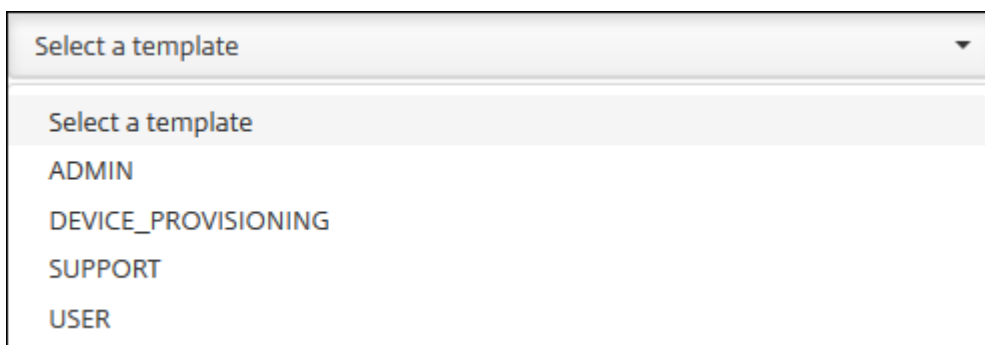 Select a template
Select a template
ADMIN
DEVICE_PROVISIONING
SUPPORT
USER